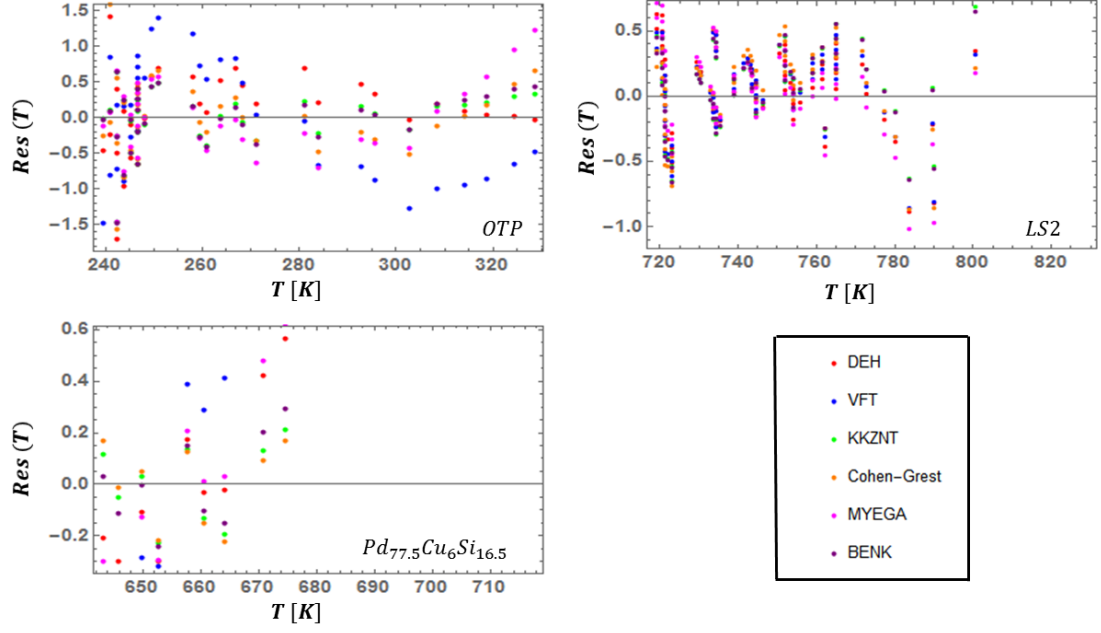 Res (T)
1.5
1.0
0.5
0.0
−0.5
−1.0
−1.5
OTP
240
260
280
300
320
T [K]
Res (T)
0.5
0.0
−0.5
−1.0
LS2
720
740
760
780
800
820
T [K]
Res (T)
0.6
0.4
0.2
0.0
−0.2
Pd77.5Cu6Si16.5
650
660
670
680
690
700
710
T [K]
DEH
VFT
KKZNT
Cohen−Grest
MYEGA
BENK